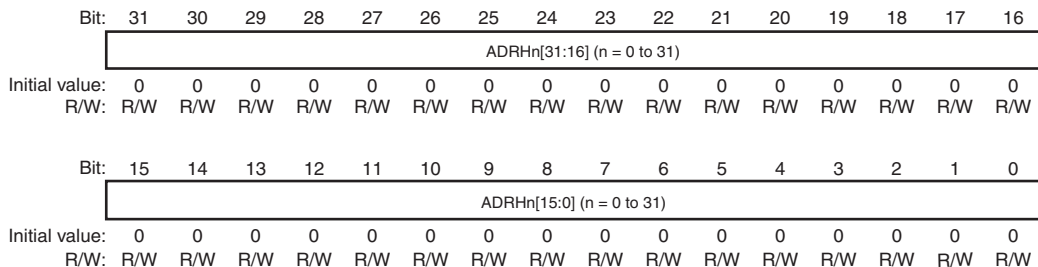 Bit: 31 30 29 28 27 26 25 24 23 22 21 20 19 18 17 16
ADRHn[31:16] (n = 0 to 31)
Initial value: 0 0 0 0 0 0 0 0 0 0 0 0 0 0 0 0
R/W: R/W R/W R/W R/W R/W R/W R/W R/W R/W R/W R/W R/W R/W R/W R/W R/W
Bit: 15 14 13 12 11 10 9 8 7 6 5 4 3 2 1 0
ADRHn[15:0] (n = 0 to 31)
Initial value: 0 0 0 0 0 0 0 0 0 0 0 0 0 0 0 0
R/W: R/W R/W R/W R/W R/W R/W R/W R/W R/W R/W R/W R/W R/W R/W R/W R/W